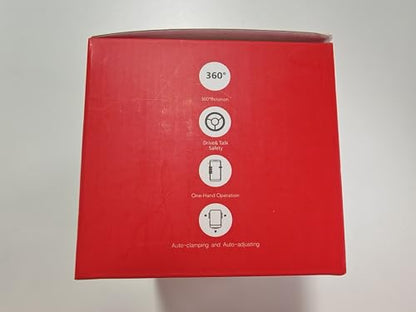 360°
360°Rotation
Drive& Talk
Safety
One-Hand Operation
Auto-clamping and Auto-adjusting